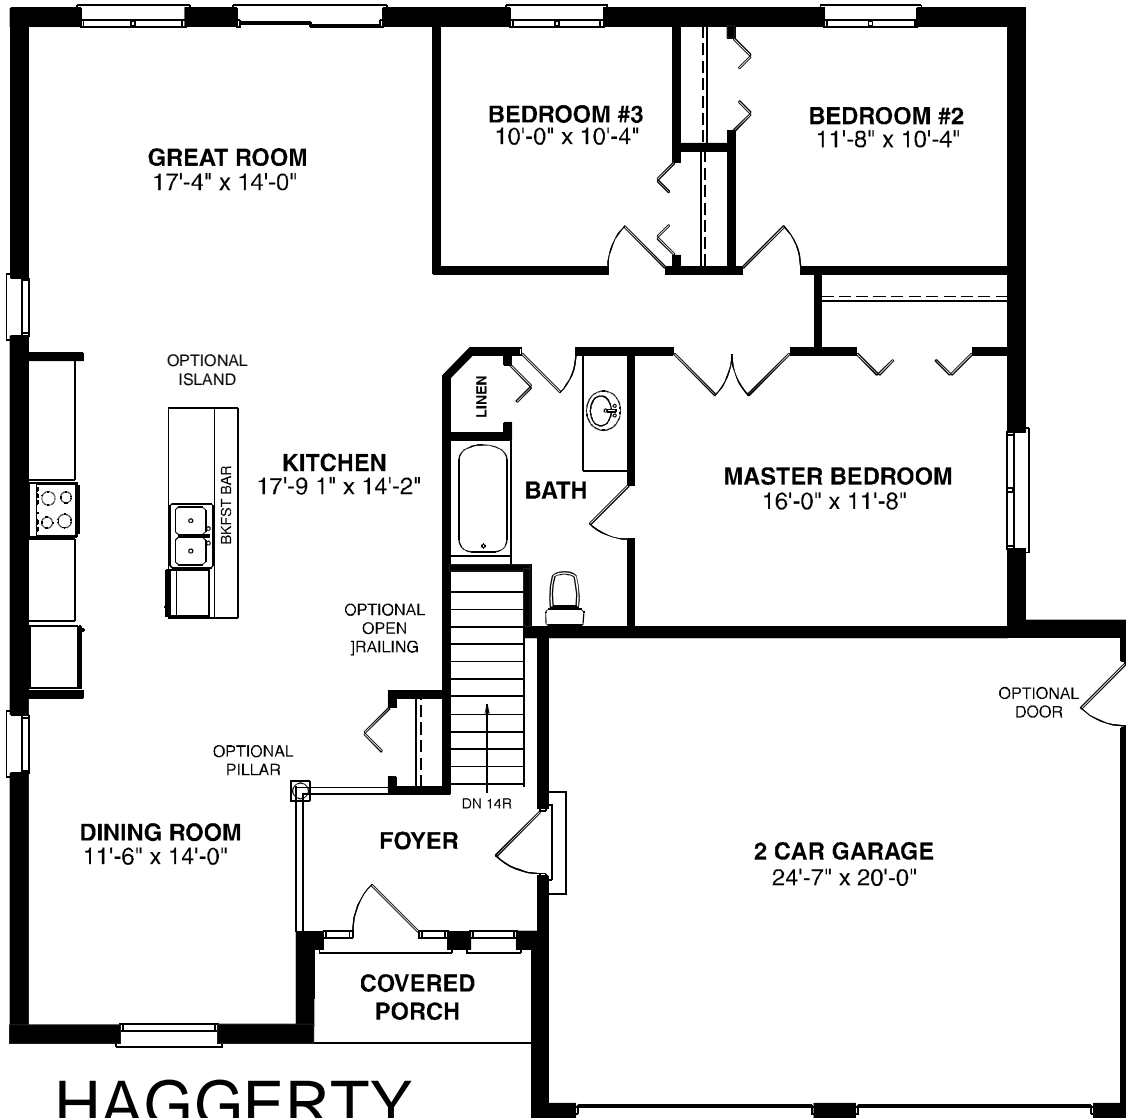 BEDROOM #3
10'-0" x 10'-4"
BEDROOM #2
11'-8" x 10'-4"
GREAT ROOM
17'-4" x 14'-0"
OPTIONAL
ISLAND
LINEN
KITCHEN
17'-9 1" x 14'-2"
BKFST BAR
BATH
MASTER BEDROOM
16'-0" x 11'-8"
OPTIONAL
OPEN
]RAILING
OPTIONAL
DOOR
OPTIONAL
PILLAR
DN 14R
DINING ROOM
11'-6" x 14'-0"
FOYER
2 CAR GARAGE
24'-7" x 20'-0"
COVERED
PORCH
HAGGERTY